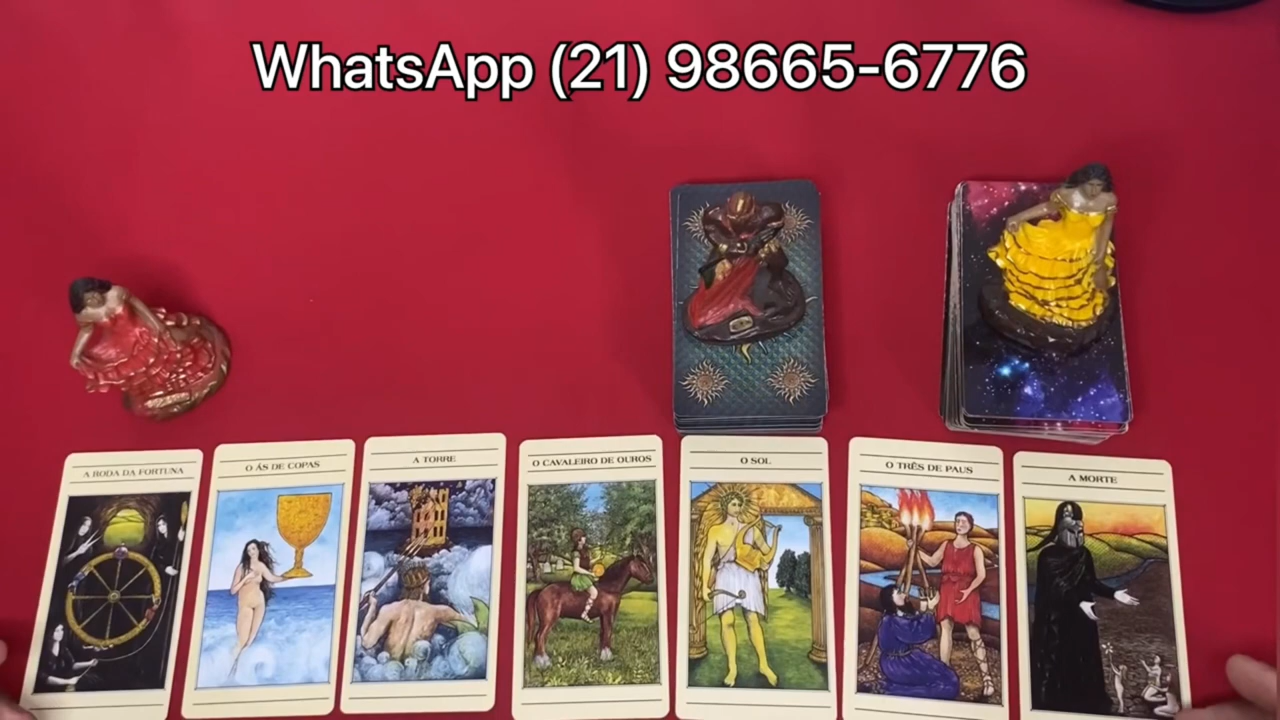 WhatsApp (21) 98665-6776
A RODA DA FORTUNA
O ÁS DE COPAS
A TORRE
O CAVALEIRO DE OUROS
O SOL
O TRÊS DE PAUS
A MORTE